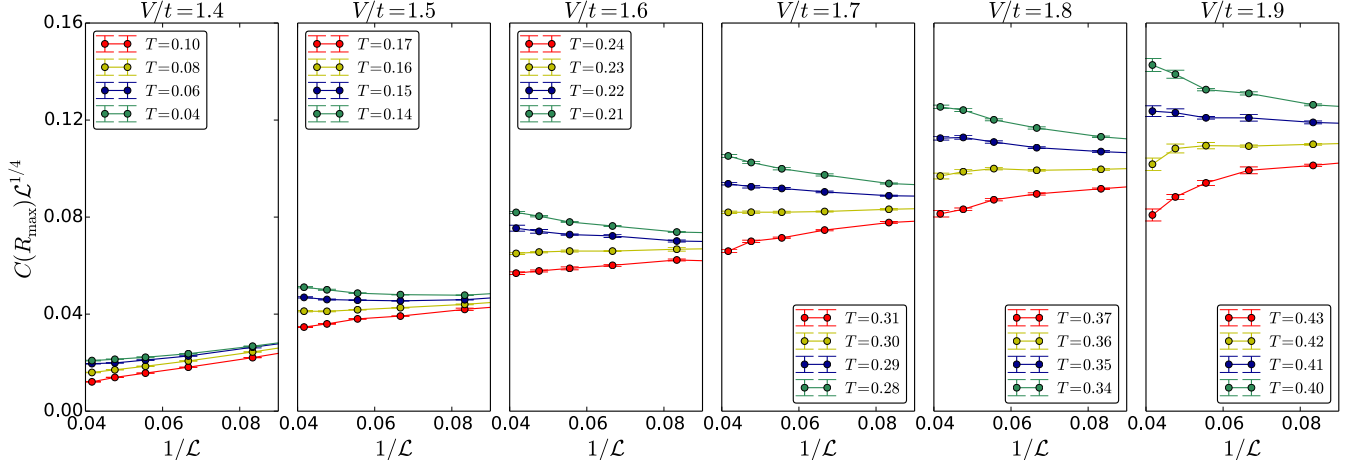 V/t=1.4
V/t=1.5
V/t=1.6
V/t=1.7
V/t=1.8
V/t=1.9
C(R_max)ℒ^1/4
0.16
0.12
0.08
0.04
0.00
T=0.10
T=0.08
T=0.06
T=0.04
T=0.17
T=0.16
T=0.15
T=0.14
T=0.24
T=0.23
T=0.22
T=0.21
T=0.31
T=0.30
T=0.29
T=0.28
T=0.37
T=0.36
T=0.35
T=0.34
T=0.43
T=0.42
T=0.41
T=0.40
0.04 0.06 0.08
0.04 0.06 0.08
0.04 0.06 0.08
0.04 0.06 0.08
0.04 0.06 0.08
0.04 0.06 0.08
1/ℒ
1/ℒ
1/ℒ
1/ℒ
1/ℒ
1/ℒ